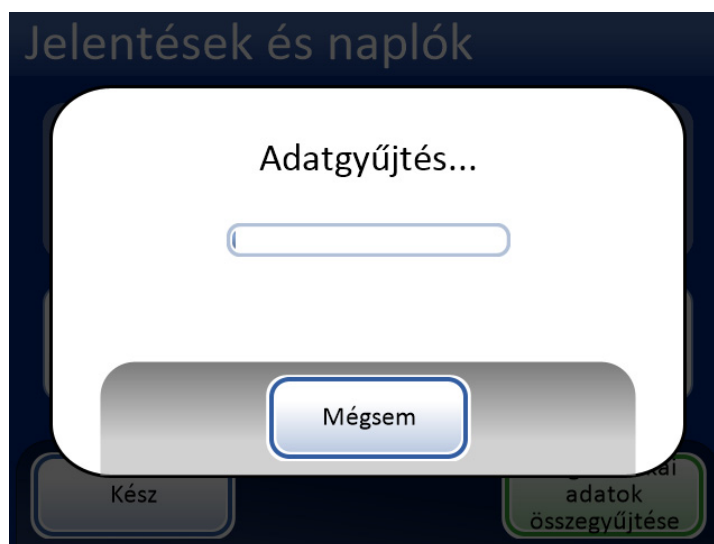 Jelentések és naplók
Adatgyűjtés...
Mégsem
Kész
adatok
összegyűjtése